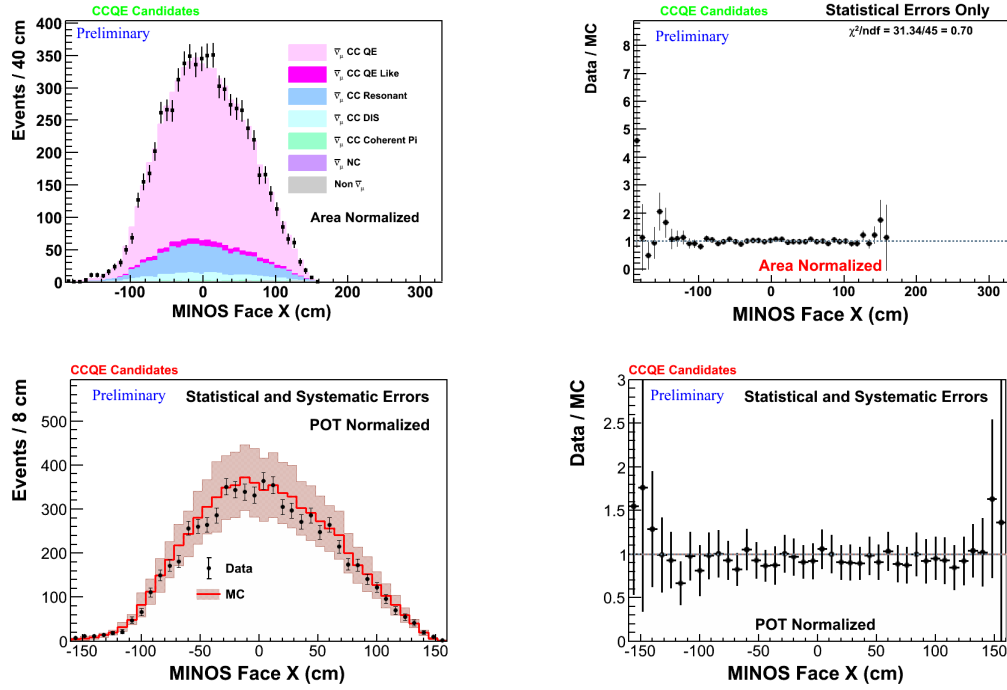 CCQE Candidates
Preliminary
Events / 40 cm
400
350
300
250
200
150
100
50
0
ν̅μ CC QE
ν̅μ CC QE Like
ν̅μ CC Resonant
ν̅μ CC DIS
ν̅μ CC Coherent Pi
ν̅μ NC
Non ν̅μ
Area Normalized
-100 0 100 200 300
MINOS Face X (cm)
CCQE Candidates
Statistical Errors Only
Preliminary
χ²/ndf = 31.34/45 = 0.70
Data / MC
8
7
6
5
4
3
2
1
0
Area Normalized
-100 0 100 200 300
MINOS Face X (cm)
CCQE Candidates
Preliminary
Statistical and Systematic Errors
POT Normalized
Events / 8 cm
500
400
300
200
100
0
Data
MC
-150 -100 -50 0 50 100 150
MINOS Face X (cm)
CCQE Candidates
Preliminary
Statistical and Systematic Errors
Data / MC
3
2.5
2
1.5
1
0.5
0
POT Normalized
-150 -100 -50 0 50 100 150
MINOS Face X (cm)